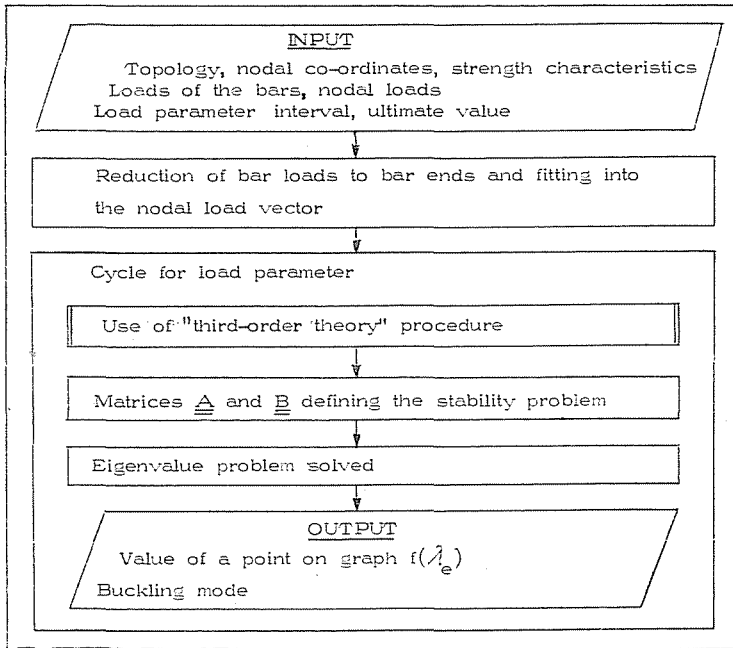 INPUT
Topology, nodal co-ordinates, strength characteristics
Loads of the bars, nodal loads
Load parameter interval, ultimate value
Reduction of bar loads to bar ends and fitting into
the nodal load vector
Cycle for load parameter
Use of "third-order theory" procedure
Matrices A and B defining the stability problem
Eigenvalue problem solved
OUTPUT
Value of a point on graph f(λe)
Buckling mode